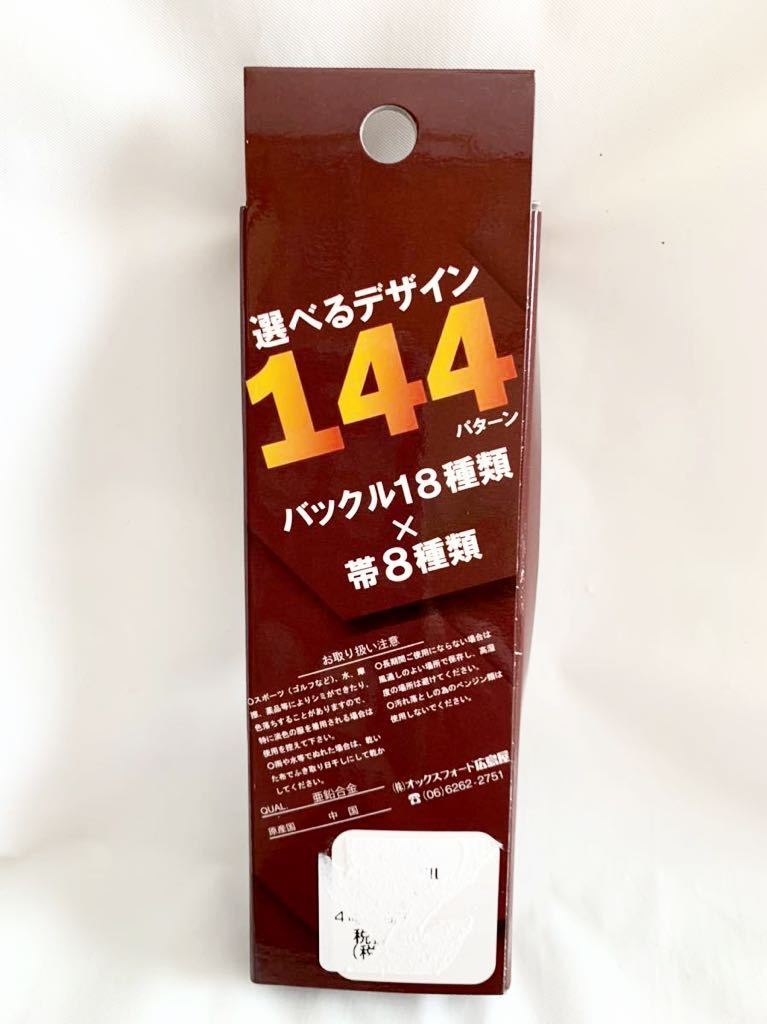 選べるデザイン
144
パターン
バックル18種類
×
帯8種類
お取り扱い注意
○スポーツ(ゴルフなど)、水、摩
擦、薬品等によりシミができたり、
色落ちすることがありますので、
特に淡色の服を着用される場合は
使用を控えて下さい。
○雨や水等でぬれた場合は、乾い
た布でふき取り日干しにして乾か
してください。
○長期間ご使用にならない場合は
風通しのよい場所で保存し、高湿
度の場所は避けてください。
○汚れ落としの為のベンジン類は
使用しないでください。
QUAL. 亜鉛合金
原産国 中国
(株)オックスフォード広島屋
☎(06)6262-2751
4
税
(税